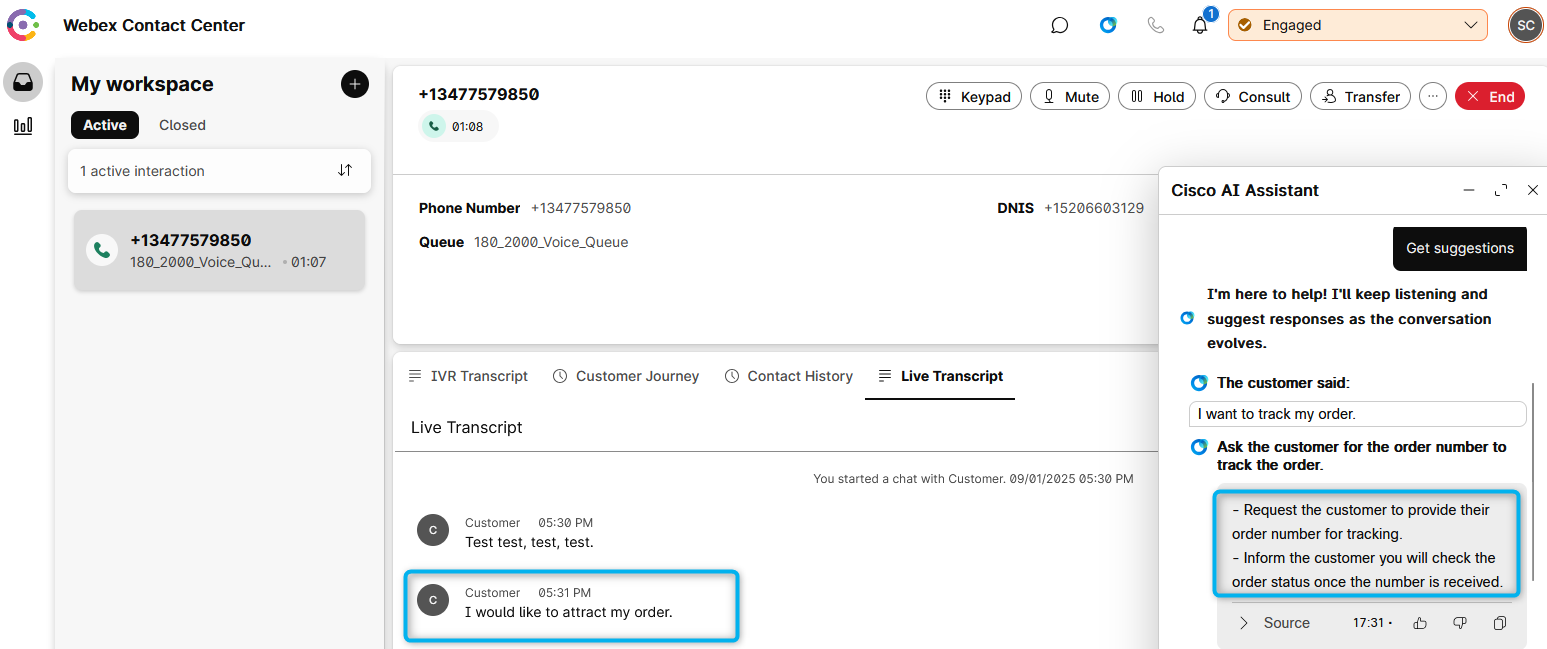 Webex Contact Center
1
Engaged
SC
My workspace
Active Closed
1 active interaction
+13477579850
180_2000_Voice_Qu... • 01:07
+13477579850
01:08
Keypad Mute Hold Consult Transfer ... End
Phone Number +13477579850
DNIS +15206603129
Queue 180_2000_Voice_Queue
IVR Transcript Customer Journey Contact History Live Transcript
Live Transcript
You started a chat with Customer. 09/01/2025 05:30 PM
C
Customer 05:30 PM
Test test, test, test.
C
Customer 05:31 PM
I would like to attract my order.
Cisco AI Assistant
Get suggestions
I'm here to help! I'll keep listening and
suggest responses as the conversation
evolves.
The customer said:
I want to track my order.
Ask the customer for the order number to
track the order.
- Request the customer to provide their
order number for tracking.
- Inform the customer you will check the
order status once the number is received.
Source 17:31 •